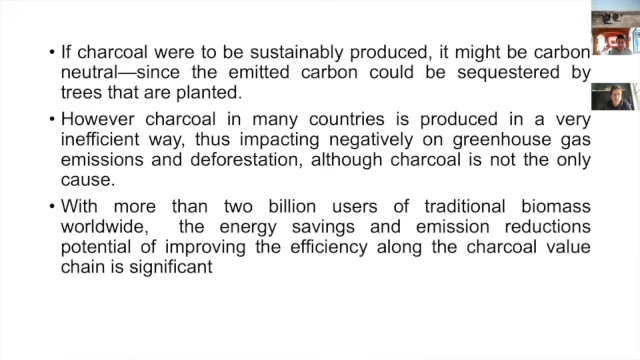 • If charcoal were to be sustainably produced, it might be carbon
neutral—since the emitted carbon could be sequestered by
trees that are planted.
• However charcoal in many countries is produced in a very
inefficient way, thus impacting negatively on greenhouse gas
emissions and deforestation, although charcoal is not the only
cause.
• With more than two billion users of traditional biomass
worldwide, the energy savings and emission reductions
potential of improving the efficiency along the charcoal value
chain is significant